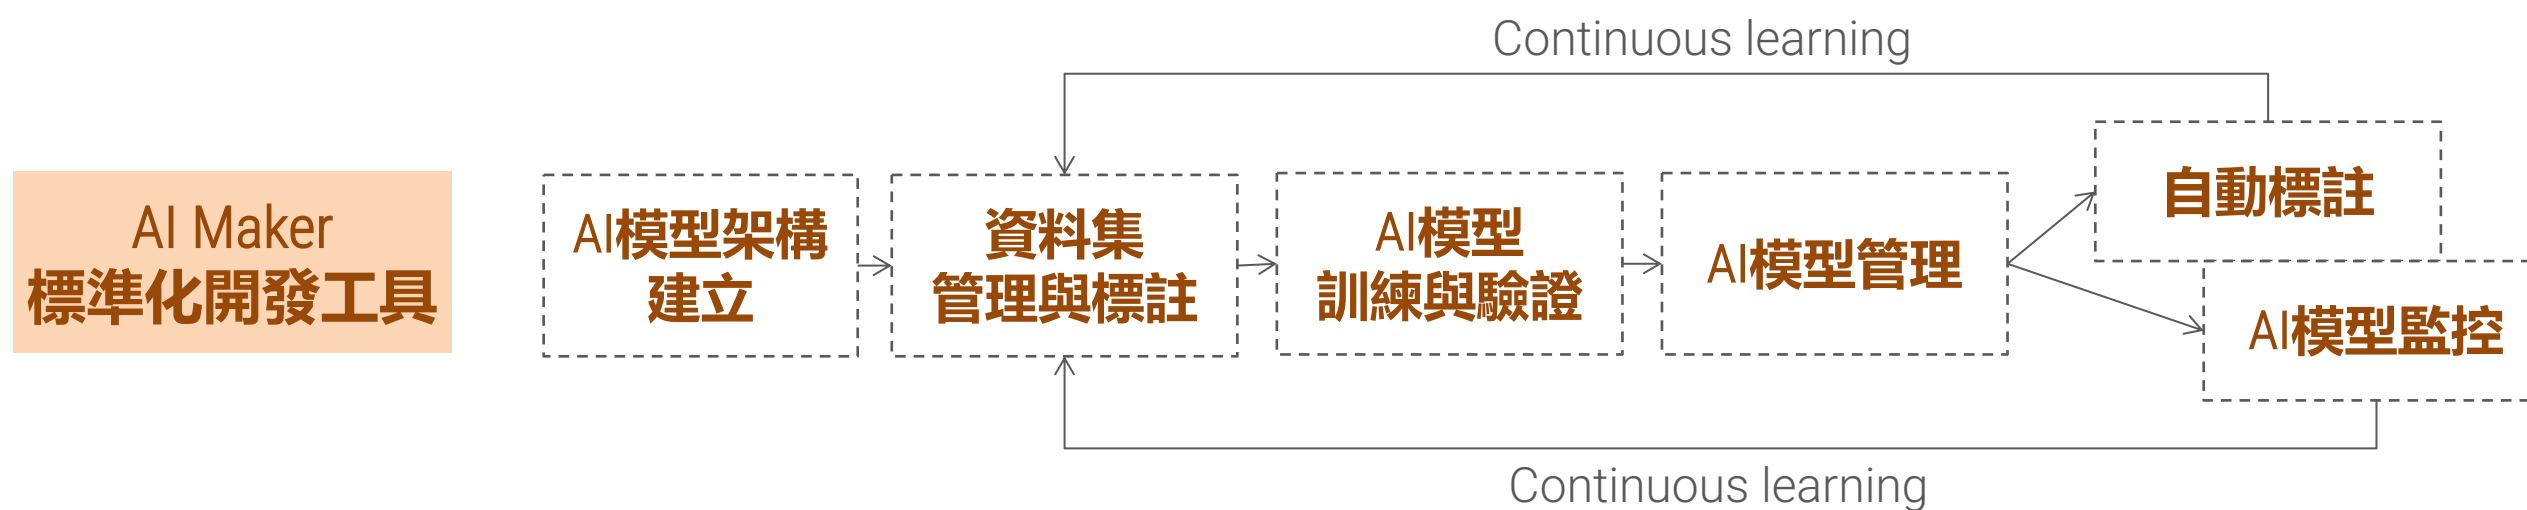 Continuous learning
AI Maker
標準化開發工具
AI模型架構
建立
資料集
管理與標註
AI模型
訓練與驗證
AI模型管理
自動標註
AI模型監控
Continuous learning